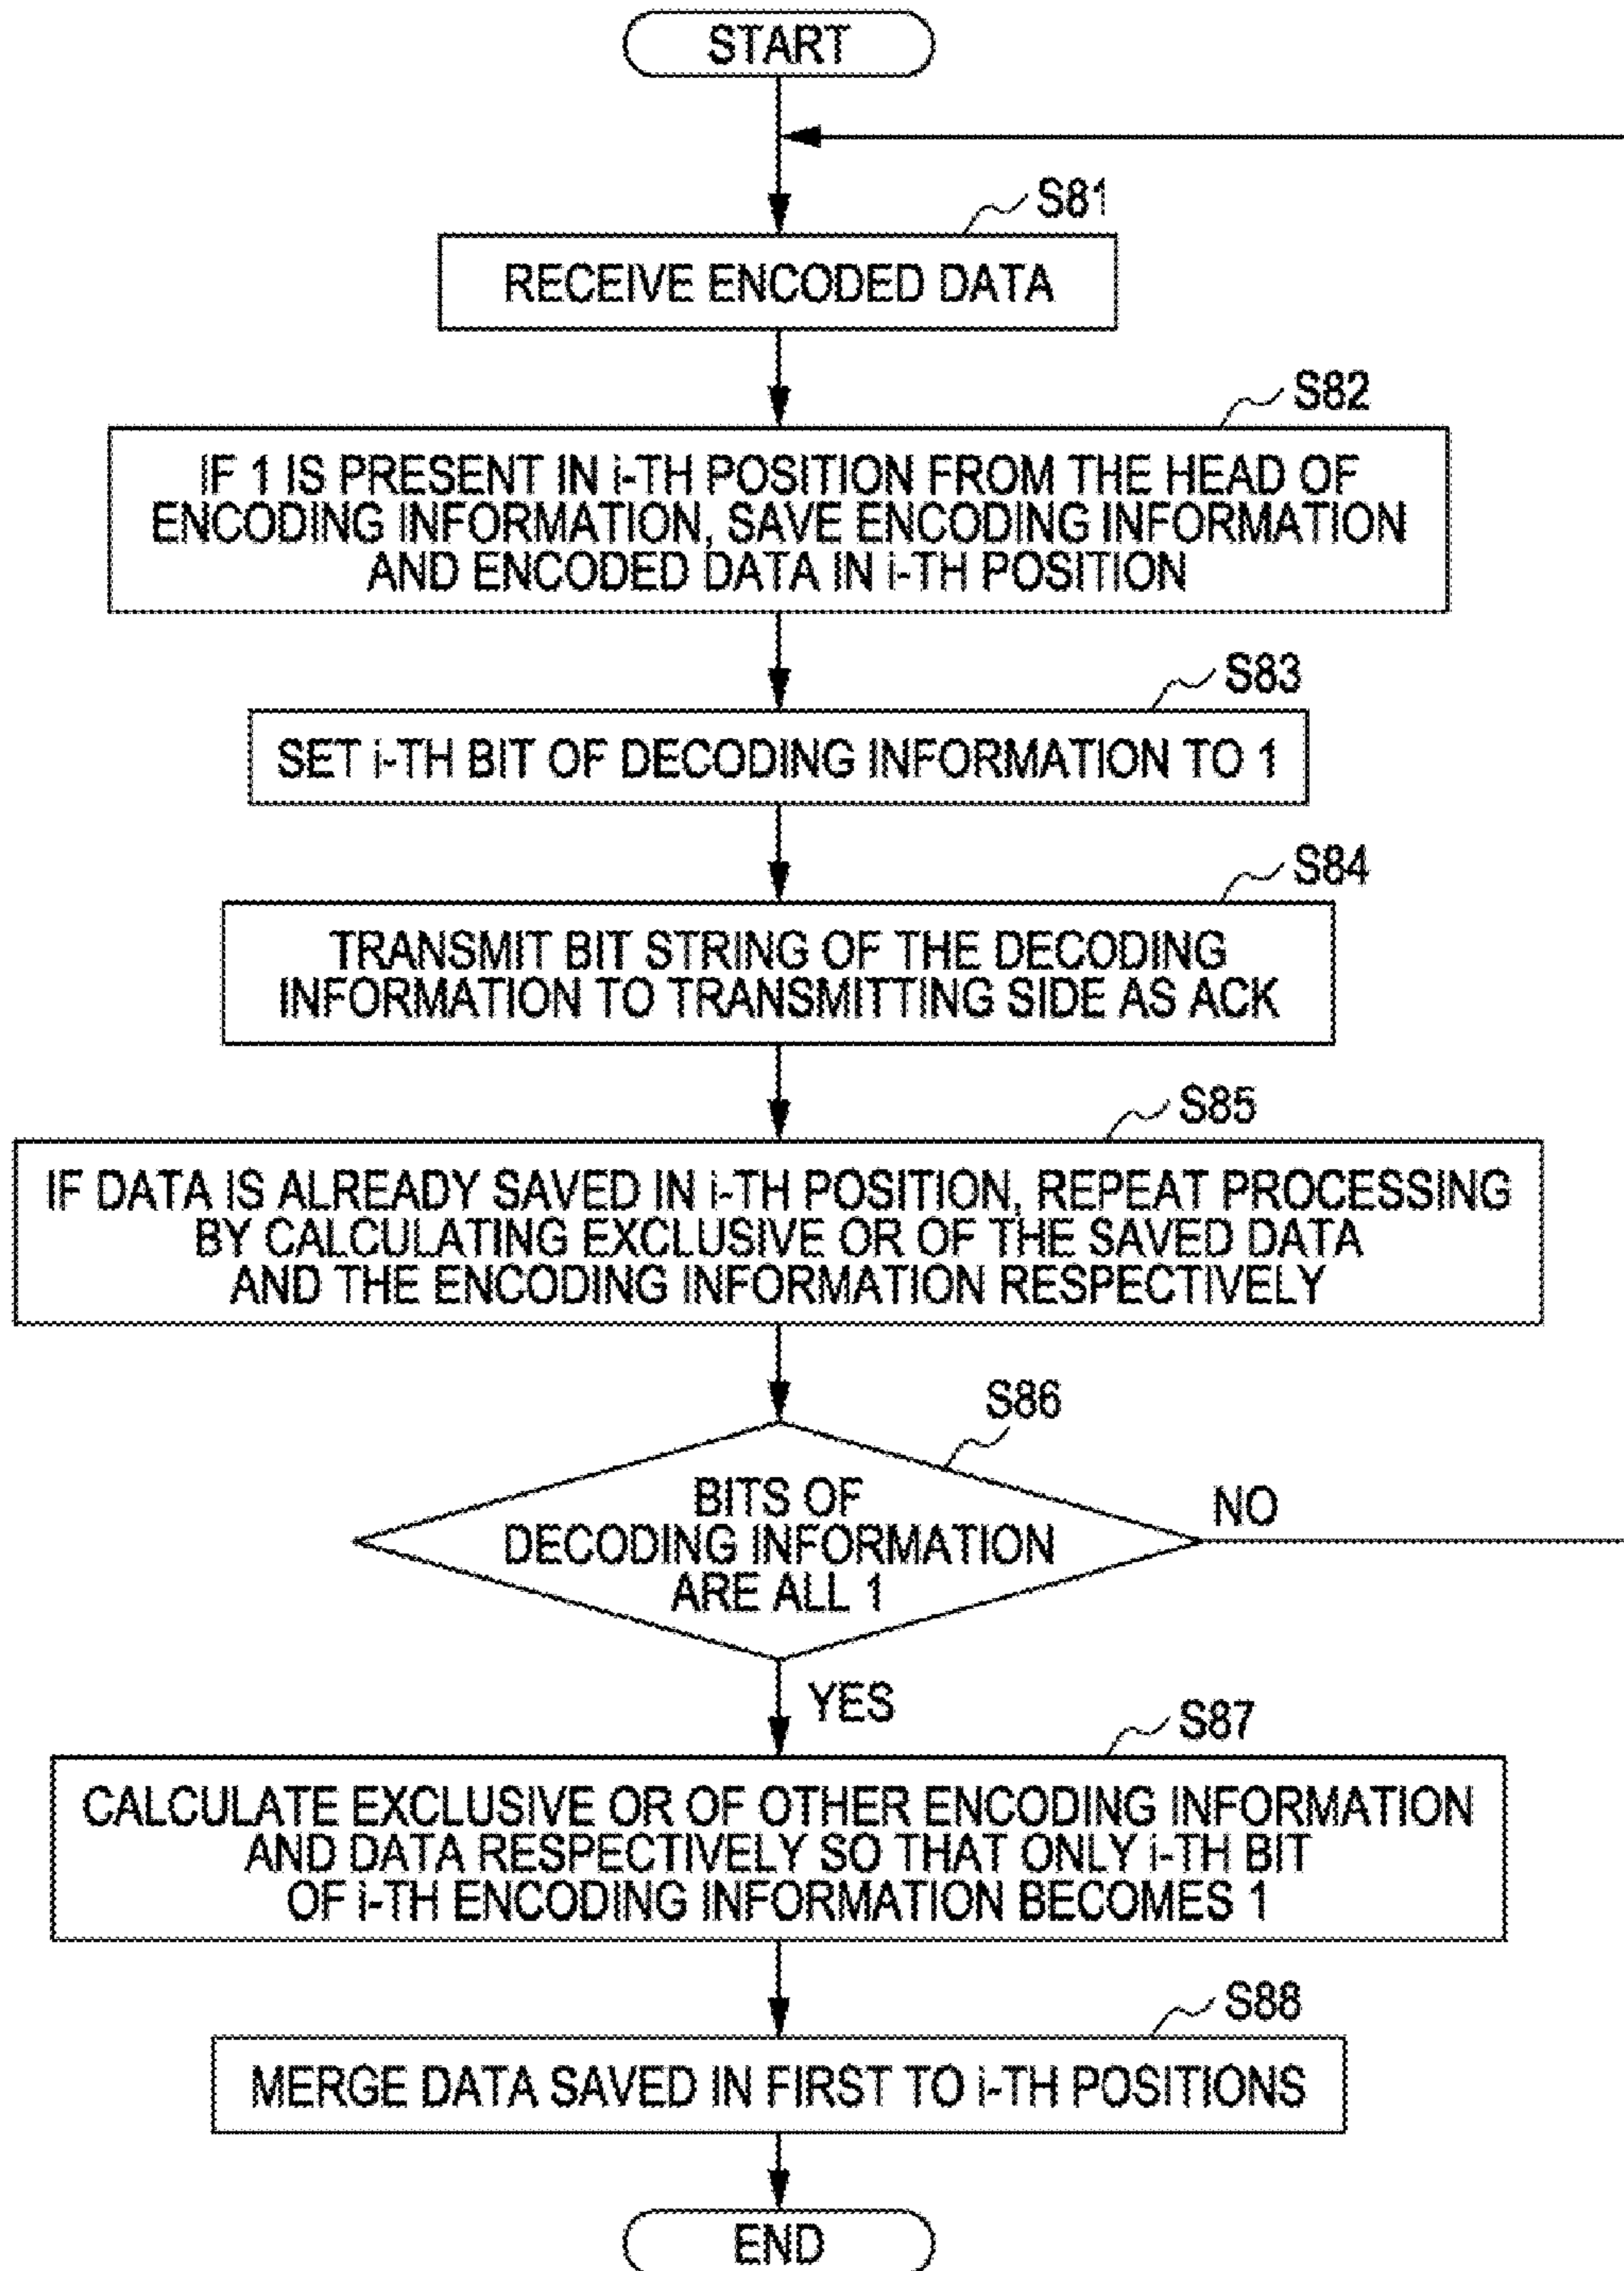 START
S81
RECEIVE ENCODED DATA
S82
IF 1 IS PRESENT IN i-TH POSITION FROM THE HEAD OF
ENCODING INFORMATION, SAVE ENCODING INFORMATION
AND ENCODED DATA IN i-TH POSITION
S83
SET i-TH BIT OF DECODING INFORMATION TO 1
S84
TRANSMIT BIT STRING OF THE DECODING
INFORMATION TO TRANSMITTING SIDE AS ACK
S85
IF DATA IS ALREADY SAVED IN i-TH POSITION, REPEAT PROCESSING
BY CALCULATING EXCLUSIVE OR OF THE SAVED DATA
AND THE ENCODING INFORMATION RESPECTIVELY
S86
BITS OF
DECODING INFORMATION
ARE ALL 1
NO
YES
S87
CALCULATE EXCLUSIVE OR OF OTHER ENCODING INFORMATION
AND DATA RESPECTIVELY SO THAT ONLY i-TH BIT
OF i-TH ENCODING INFORMATION BECOMES 1
S88
MERGE DATA SAVED IN FIRST TO i-TH POSITIONS
END